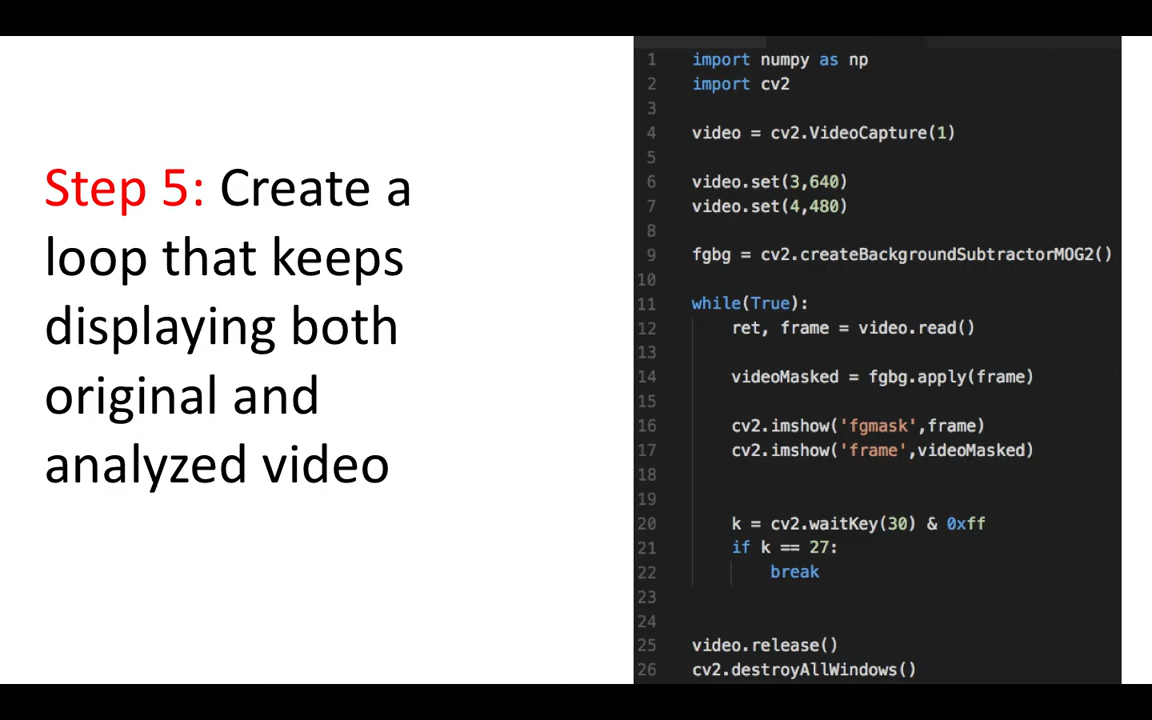 Step 5: Create a
loop that keeps
displaying both
original and
analyzed video
1 import numpy as np
2 import cv2
3
4 video = cv2.VideoCapture(1)
5
6 video.set(3,640)
7 video.set(4,480)
8
9 fgbg = cv2.createBackgroundSubtractorMOG2()
10
11 while(True):
12 ret, frame = video.read()
13
14 videoMasked = fgbg.apply(frame)
15
16 cv2.imshow('fgmask',frame)
17 cv2.imshow('frame',videoMasked)
18
19
20 k = cv2.waitKey(30) & 0xff
21 if k == 27:
22 break
23
24
25 video.release()
26 cv2.destroyAllWindows()